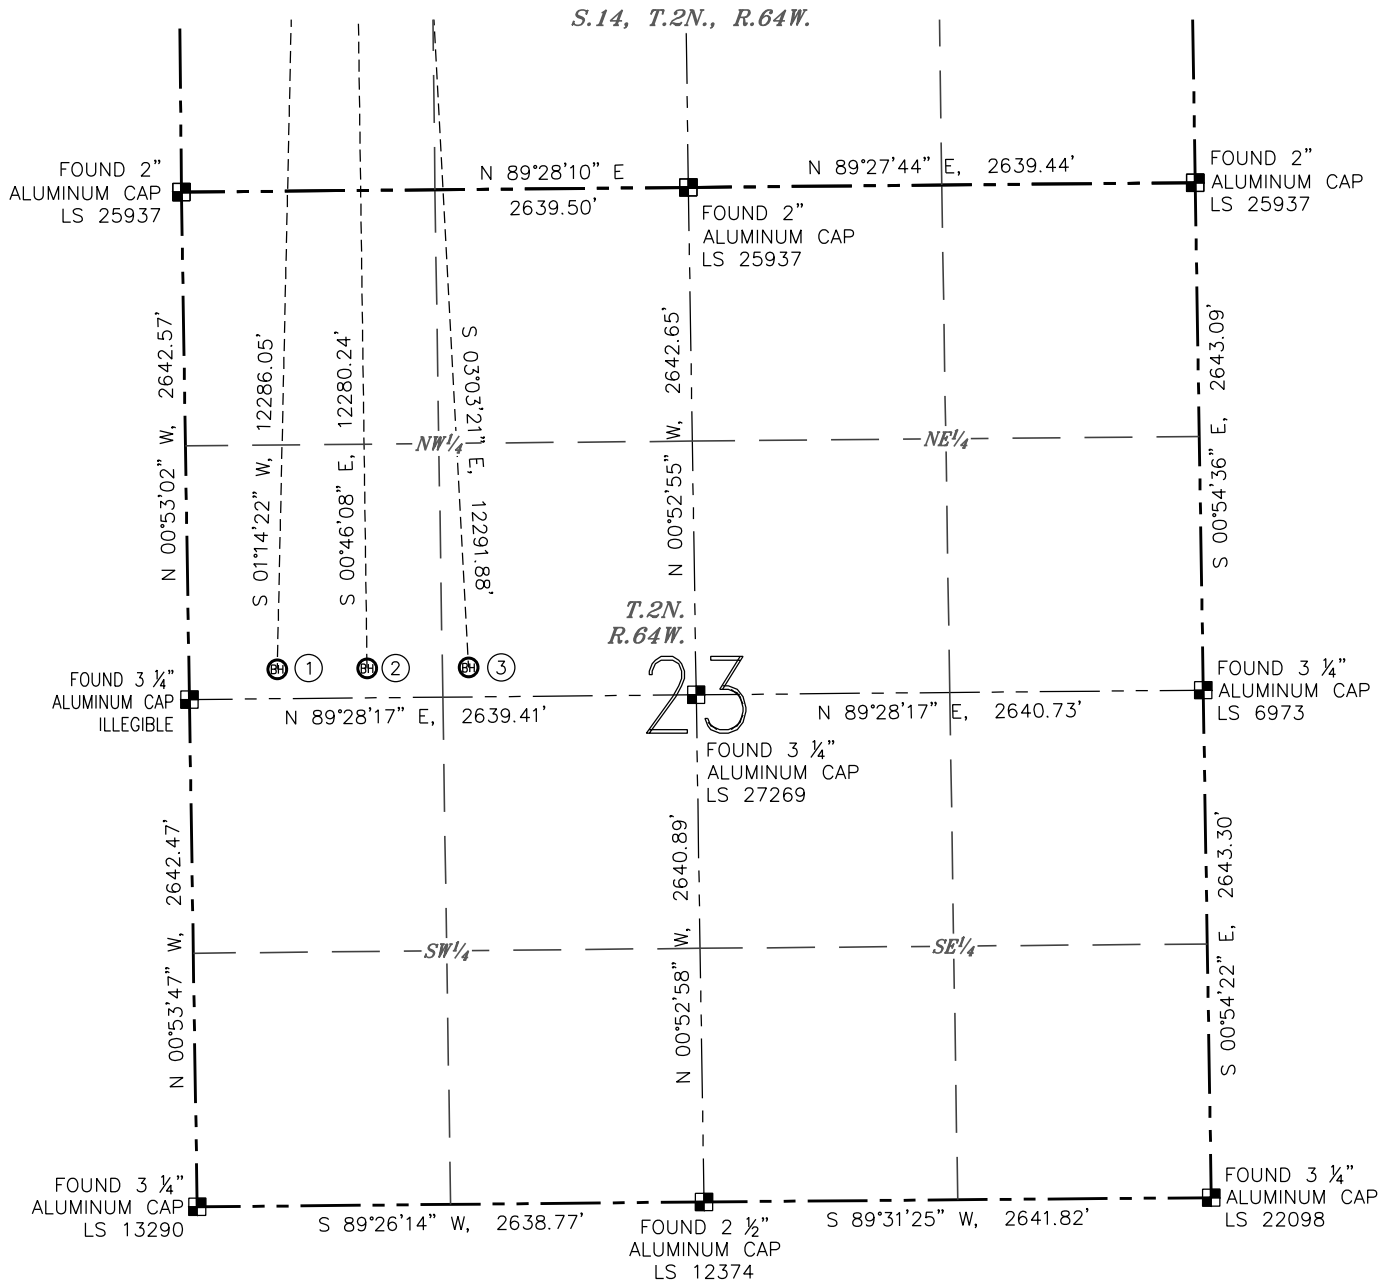 S.14, T.2N., R.64W.
FOUND 2"
ALUMINUM CAP
LS 25937
N 89°28'10" E
2639.50'
N 89°27'44" E, 2639.44'
FOUND 2"
ALUMINUM CAP
LS 25937
FOUND 2"
ALUMINUM CAP
LS 25937
N 00°53'02" W, 2642.57'
S 01°14'22" W, 12286.05'
S 00°46'08" E, 12280.24'
S 03°03'21" E, 12291.88'
N 00°52'55" W, 2642.65'
S 00°54'36" E, 2643.09'
NW¼
NE¼
T.2N.
R.64W.
23
BH 1
BH 2
BH 3
FOUND 3 ¼"
ALUMINUM CAP
ILLEGIBLE
N 89°28'17" E, 2639.41'
N 89°28'17" E, 2640.73'
FOUND 3 ¼"
ALUMINUM CAP
LS 6973
FOUND 3 ¼"
ALUMINUM CAP
LS 27269
N 00°53'47" W, 2642.47'
N 00°52'58" W, 2640.89'
S 00°54'22" E, 2643.30'
SW¼
SE¼
FOUND 3 ¼"
ALUMINUM CAP
LS 13290
S 89°26'14" W, 2638.77'
FOUND 2 ½"
ALUMINUM CAP
LS 12374
S 89°31'25" W, 2641.82'
FOUND 3 ¼"
ALUMINUM CAP
LS 22098